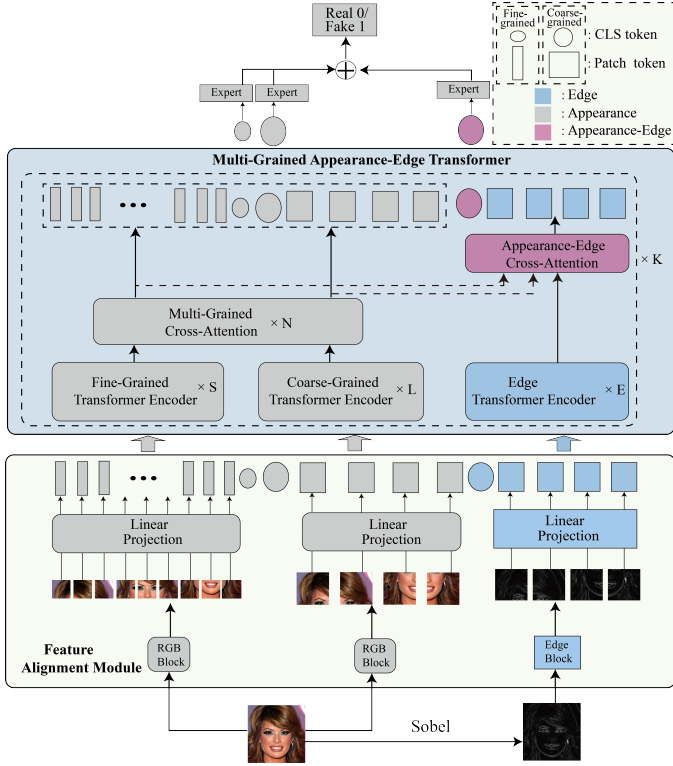 Real 0/
Fake 1
Fine-
grained
Coarse-
grained
: CLS token
: Patch token
: Edge
: Appearance
: Appearance-Edge
Expert
Expert
Expert
Multi-Grained Appearance-Edge Transformer
Appearance-Edge
Cross-Attention
× K
Multi-Grained
Cross-Attention
× N
Fine-Grained
Transformer Encoder
× S
Coarse-Grained
Transformer Encoder
× L
Edge
Transformer Encoder
× E
Linear
Projection
Linear
Projection
Linear
Projection
Feature
Alignment Module
RGB
Block
RGB
Block
Edge
Block
Sobel